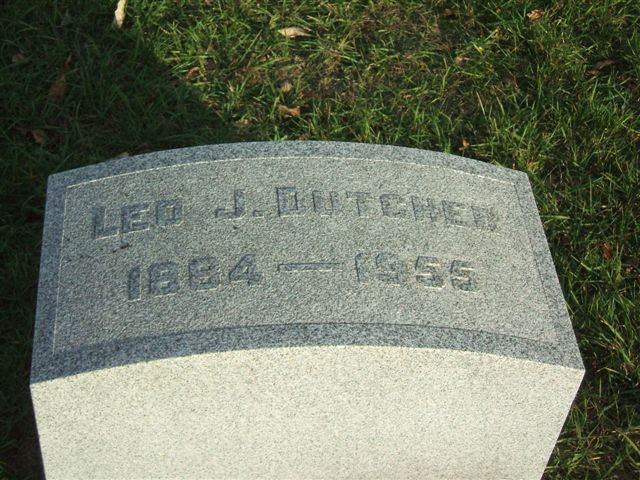 LEO J. DUTCHER
1884 — 1955